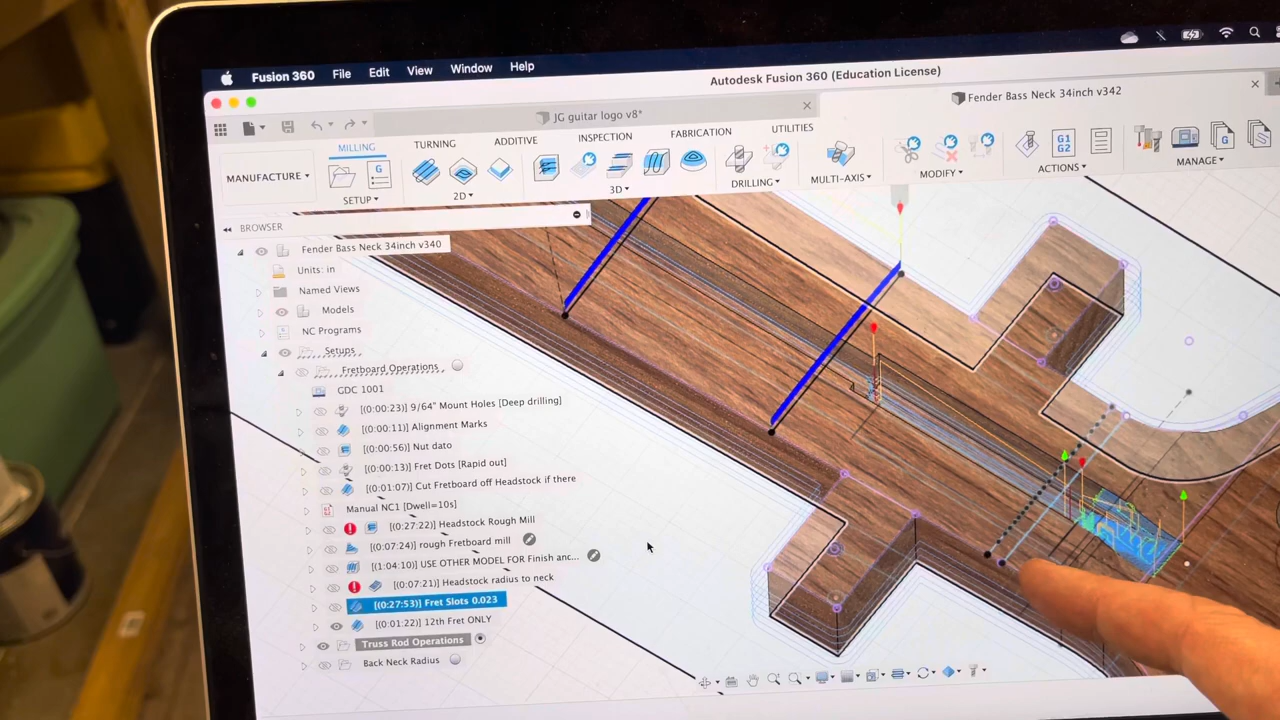 Fusion 360 File Edit View Window Help
Autodesk Fusion 360 (Education License)
JG guitar logo v8*
Fender Bass Neck 34inch v342
MILLING TURNING ADDITIVE INSPECTION FABRICATION UTILITIES
MANUFACTURE
G
G1
G2
G
SETUP 2D 3D DRILLING MULTI-AXIS MODIFY ACTIONS MANAGE
BROWSER
Fender Bass Neck 34inch v340
Units: in
Named Views
Models
NC Programs
Setups
Fretboard Operations
GDC 1001
[(0:00:23)] 9/64" Mount Holes [Deep drilling]
[(0:00:11)] Alignment Marks
[(0:00:56)] Nut dato
[(0:00:13)] Fret Dots [Rapid out]
[(0:01:07)] Cut Fretboard off Headstock if there
Manual NC1 [Dwell=10s]
[(0:27:22)] Headstock Rough Mill
[(0:07:24)] rough Fretboard mill
[(1:04:10)] USE OTHER MODEL FOR Finish anc...
[(0:07:21)] Headstock radius to neck
[(0:27:53)] Fret Slots 0.023
[(0:01:22)] 12th Fret ONLY
Truss Rod Operations
Back Neck Radius